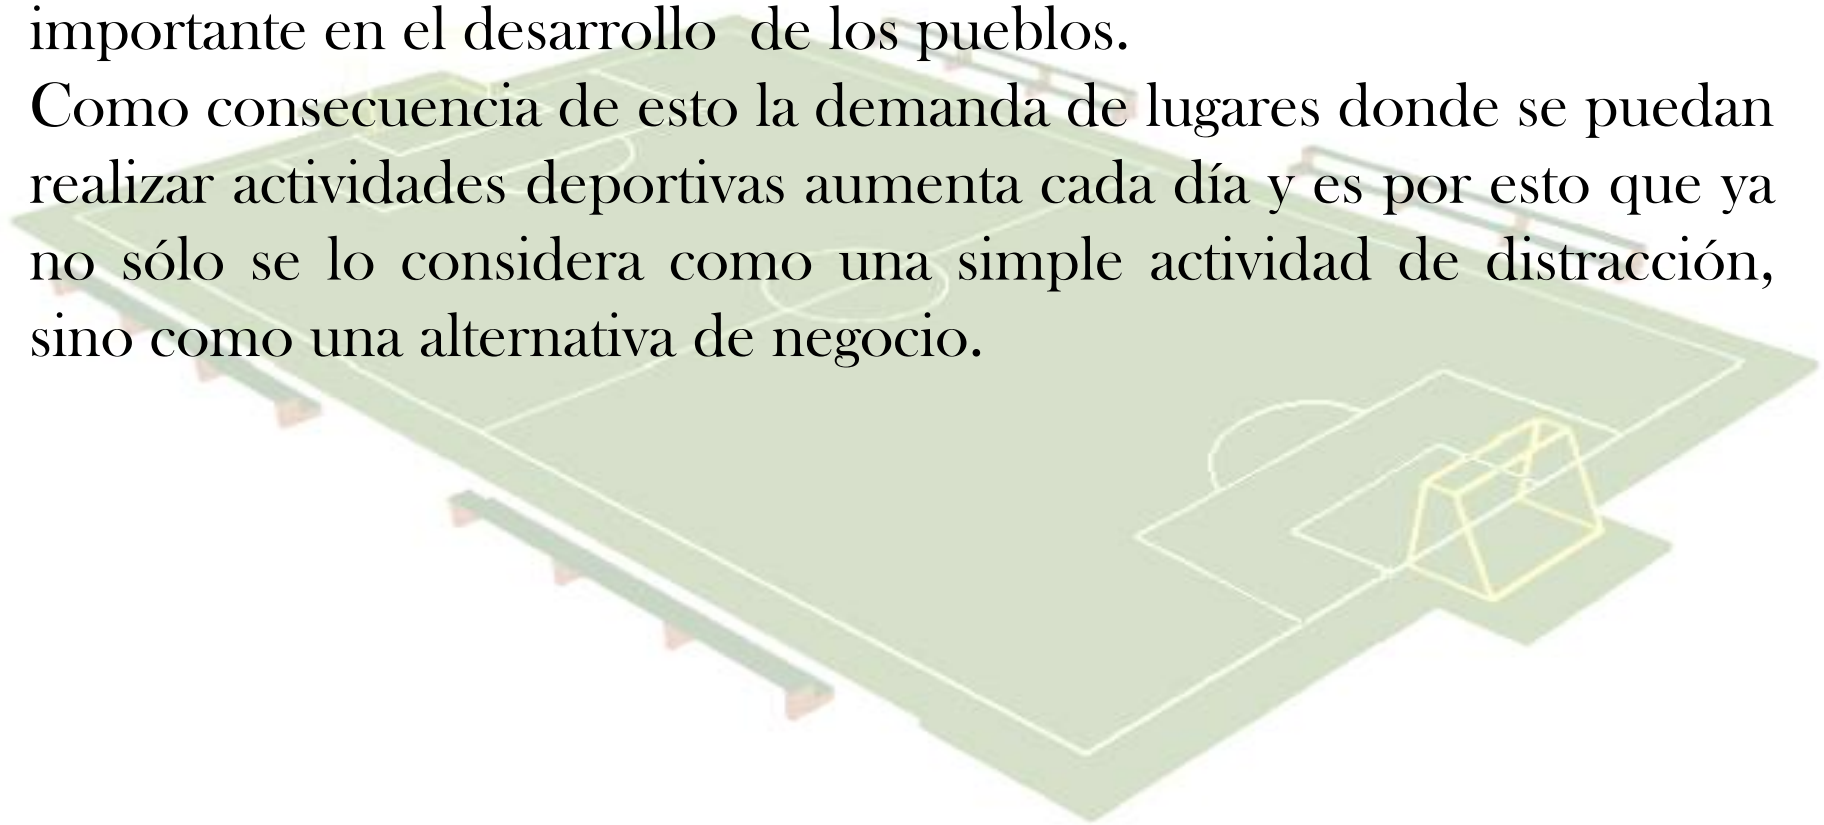 importante en el desarrollo  de los pueblos.
Como consecuencia de esto la demanda de lugares donde se puedan
realizar actividades deportivas aumenta cada día y es por esto que ya
no sólo se lo considera como una simple actividad de distracción,
sino como una alternativa de negocio.